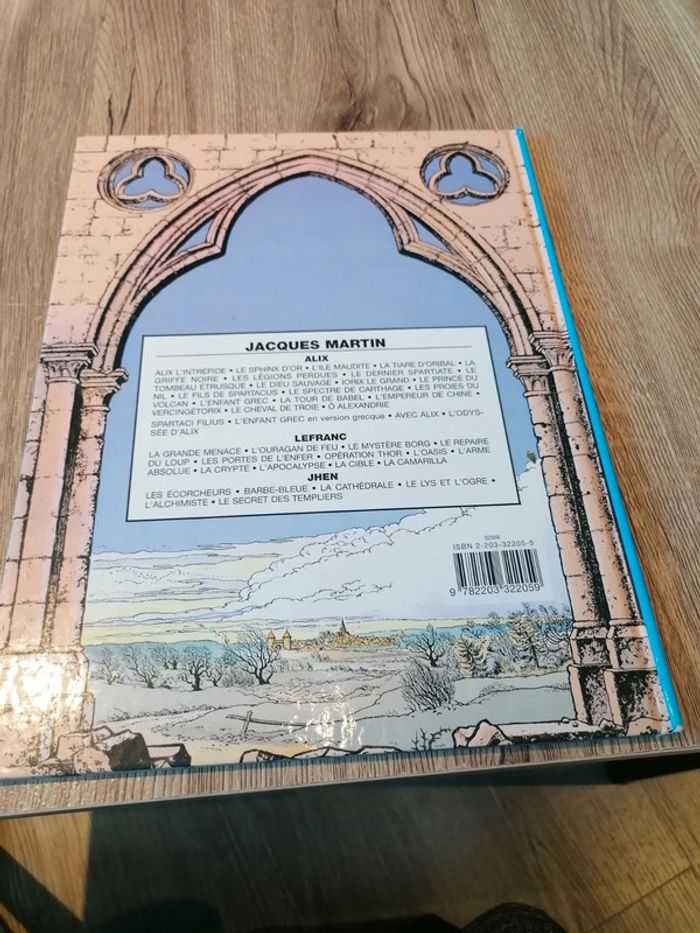 JACQUES MARTIN
ALIX
ALIX L'INTRÉPIDE • LE SPHINX D'OR • L'ILE MAUDITE • LA TIARE D'ORIBAL • LA
GRIFFE NOIRE • LES LÉGIONS PERDUES • LE DERNIER SPARTIATE • LE
TOMBEAU ÉTRUSQUE • LE DIEU SAUVAGE • IORIX LE GRAND • LE PRINCE DU
NIL • LE FILS DE SPARTACUS • LE SPECTRE DE CARTHAGE • LES PROIES DU
VOLCAN • L'ENFANT GREC • LA TOUR DE BABEL • L'EMPEREUR DE CHINE •
VERCINGÉTORIX • LE CHEVAL DE TROIE • Ô ALEXANDRIE
SPARTACI FILIUS • L'ENFANT GREC en version grecque • AVEC ALIX • L'ODYS-
SÉE D'ALIX
LEFRANC
LA GRANDE MENACE • L'OURAGAN DE FEU • LE MYSTÈRE BORG • LE REPAIRE
DU LOUP • LES PORTES DE L'ENFER • OPÉRATION THOR • L'OASIS • L'ARME
ABSOLUE • LA CRYPTE • L'APOCALYPSE • LA CIBLE • LA CAMARILLA
JHEN
LES ÉCORCHEURS • BARBE-BLEUE • LA CATHÉDRALE • LE LYS ET L'OGRE •
L'ALCHIMISTE • LE SECRET DES TEMPLIERS
ISBN 2-203-32205-5
9 782203 322059